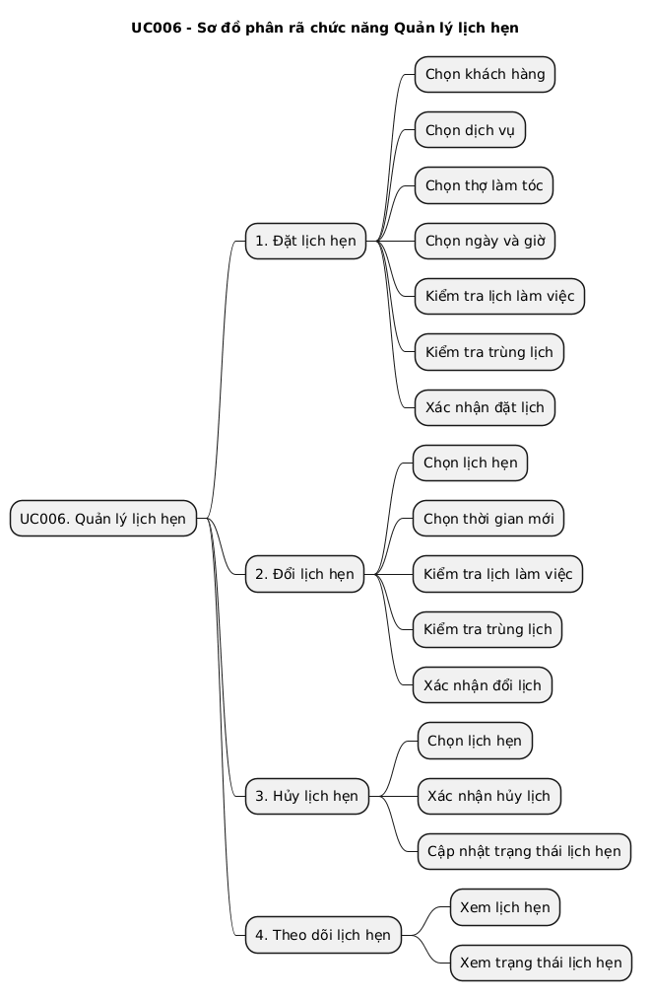 UC006 - Sơ đồ phân rã chức năng Quản lý lịch hẹn
UC006. Quản lý lịch hẹn
1. Đặt lịch hẹn
Chọn khách hàng
Chọn dịch vụ
Chọn thợ làm tóc
Chọn ngày và giờ
Kiểm tra lịch làm việc
Kiểm tra trùng lịch
Xác nhận đặt lịch
2. Đổi lịch hẹn
Chọn lịch hẹn
Chọn thời gian mới
Kiểm tra lịch làm việc
Kiểm tra trùng lịch
Xác nhận đổi lịch
3. Hủy lịch hẹn
Chọn lịch hẹn
Xác nhận hủy lịch
Cập nhật trạng thái lịch hẹn
4. Theo dõi lịch hẹn
Xem lịch hẹn
Xem trạng thái lịch hẹn